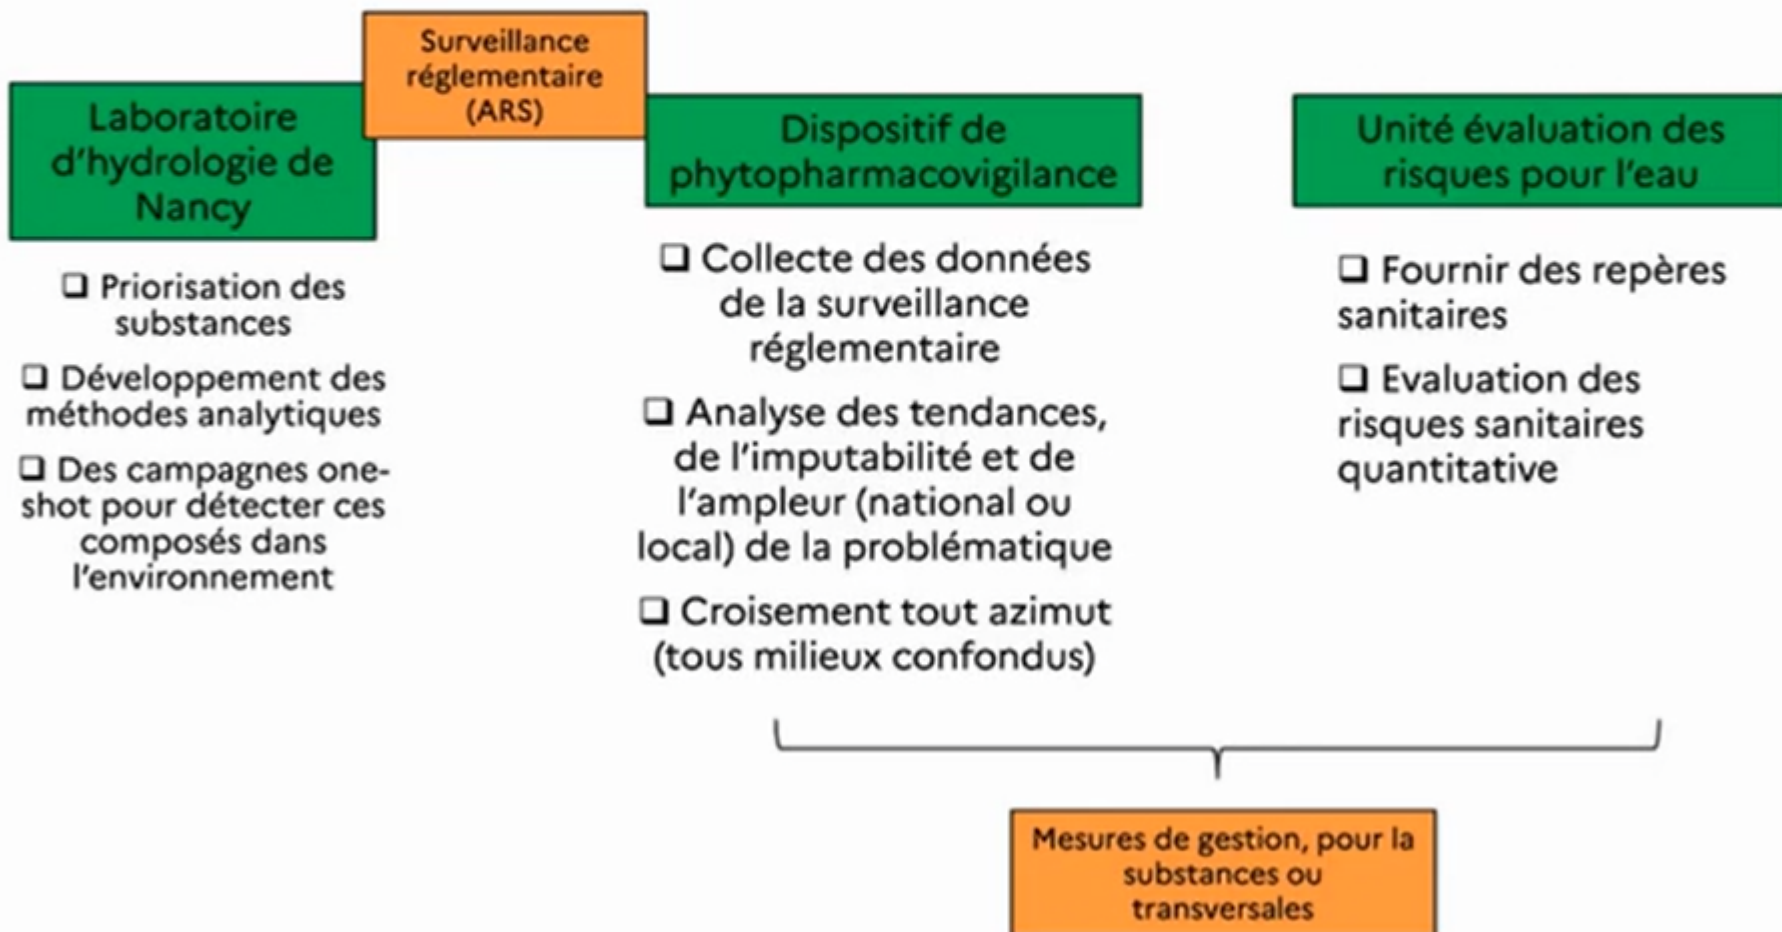 Surveillance
réglementaire
(ARS)
Laboratoire
d'hydrologie de
Nancy
❑ Priorisation des
substances
❑ Développement des
méthodes analytiques
❑ Des campagnes one-
shot pour détecter ces
composés dans
l'environnement
Dispositif de
phytopharmacovigilance
❑ Collecte des données
de la surveillance
réglementaire
❑ Analyse des tendances,
de l'imputabilité et de
l'ampleur (national ou
local) de la problématique
❑ Croisement tout azimut
(tous milieux confondus)
Unité évaluation des
risques pour l'eau
❑ Fournir des repères
sanitaires
❑ Evaluation des
risques sanitaires
quantitative
Mesures de gestion, pour la
substances ou
transversales